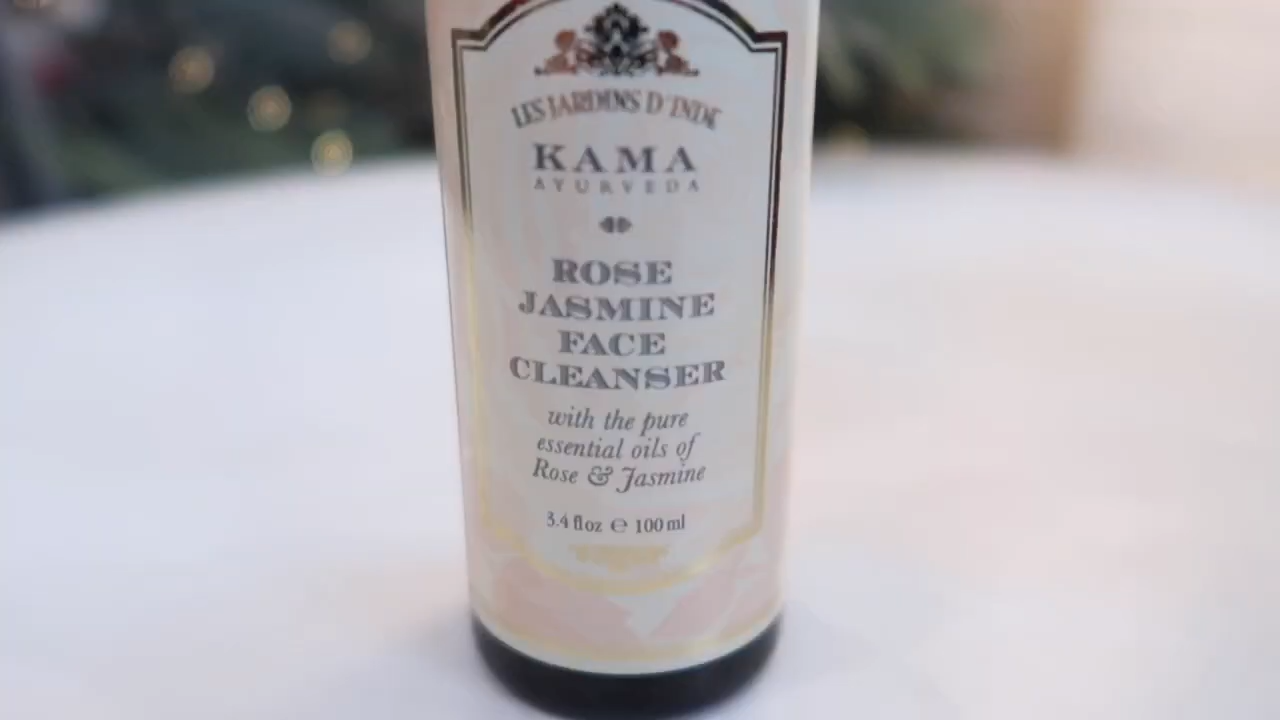 LES JARDINS D'INDE
KAMA
AYURVEDA
ROSE
JASMINE
FACE
CLEANSER
with the pure
essential oils of
Rose & Jasmine
3.4 fl oz ℮ 100 ml